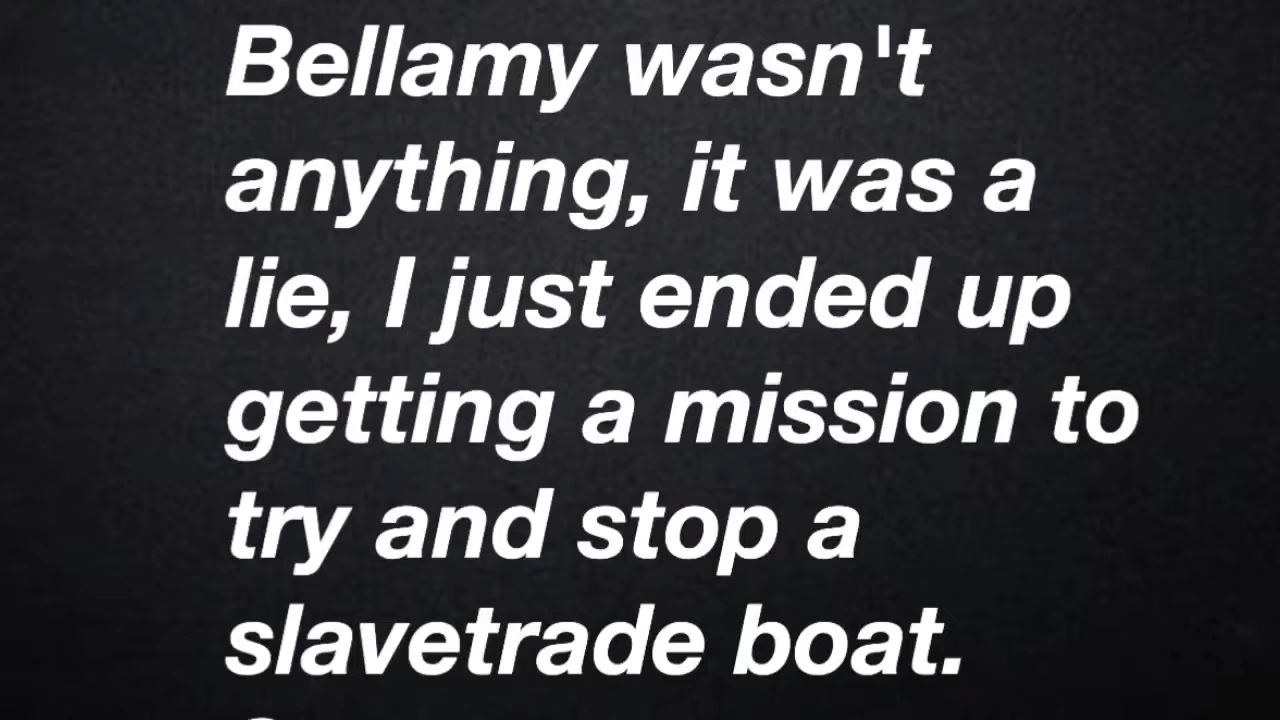 Bellamy wasn't
anything, it was a
lie, I just ended up
getting a mission to
try and stop a
slavetrade boat.